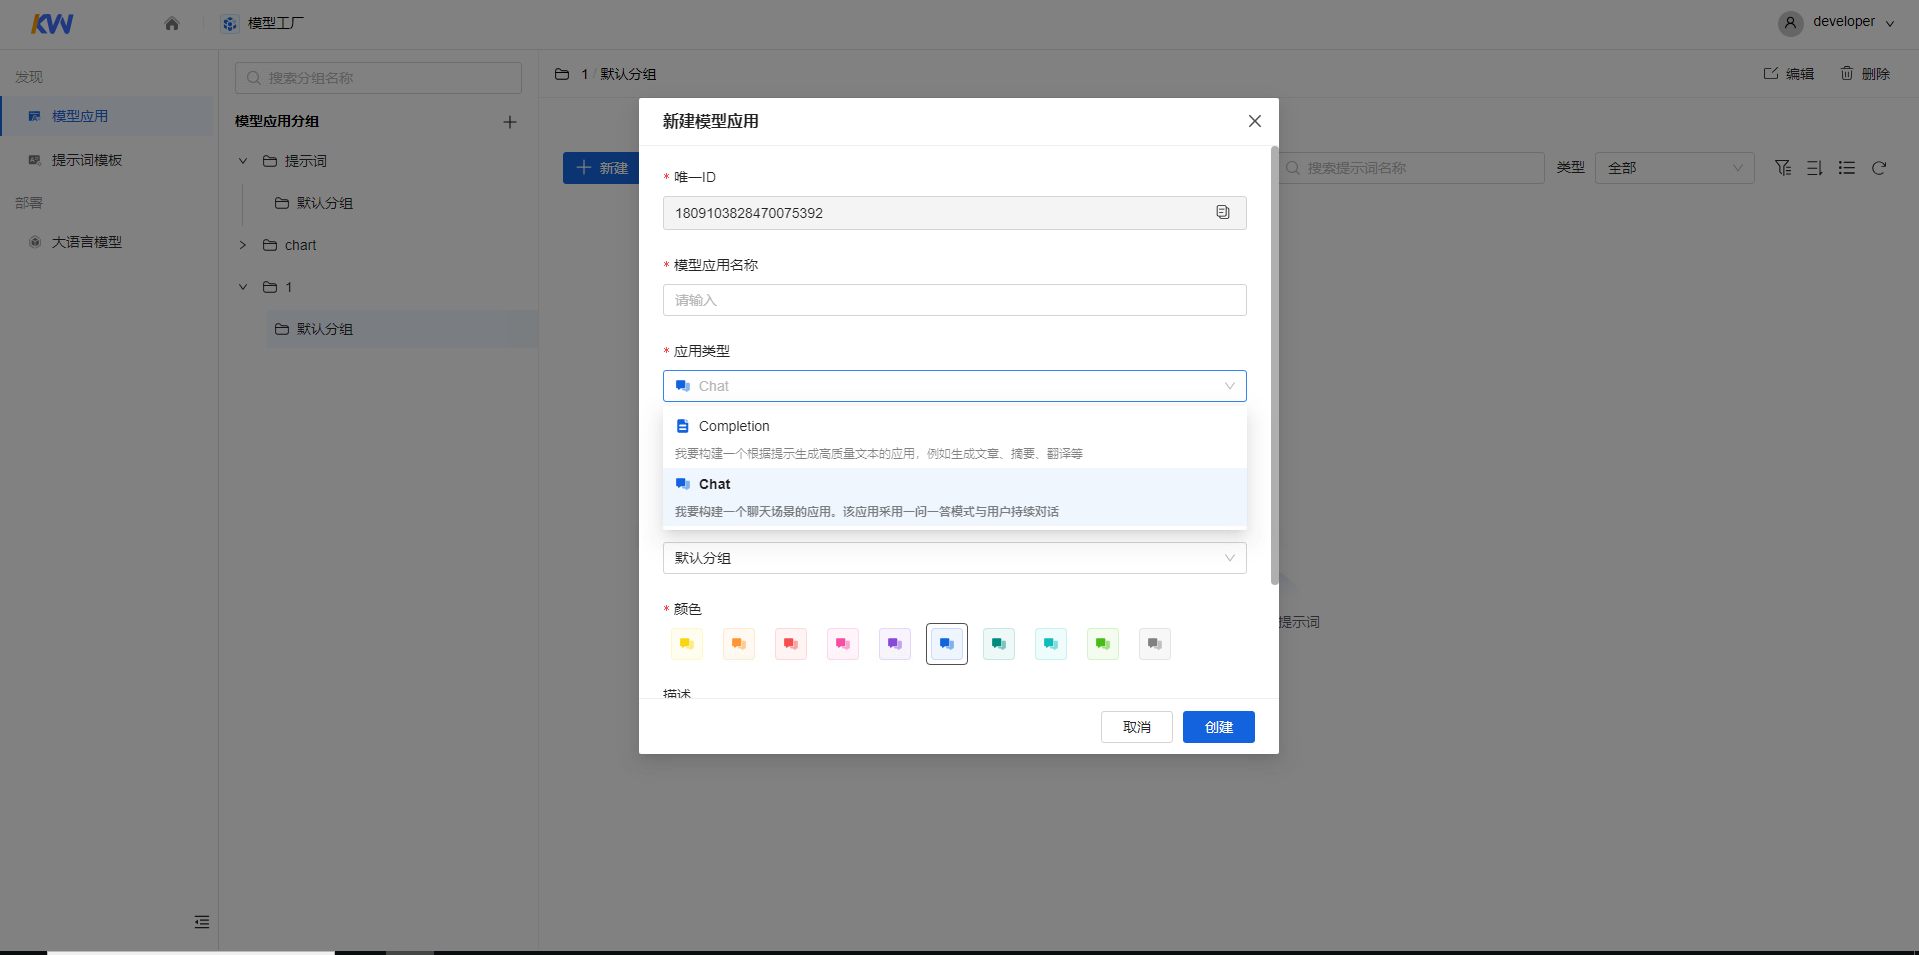 KW
模型工厂
developer
发现
模型应用
提示词模板
部署
大语言模型
搜索分组名称
模型应用分组
提示词
默认分组
chart
1
默认分组
1 / 默认分组
编辑
删除
新建
搜索提示词名称
类型
全部
提示词
新建模型应用
* 唯一ID
1809103828470075392
* 模型应用名称
请输入
* 应用类型
Chat
Completion
我要构建一个根据提示生成高质量文本的应用，例如生成文章、摘要、翻译等
Chat
我要构建一个聊天场景的应用。该应用采用一问一答模式与用户持续对话
默认分组
* 颜色
描述
取消
创建